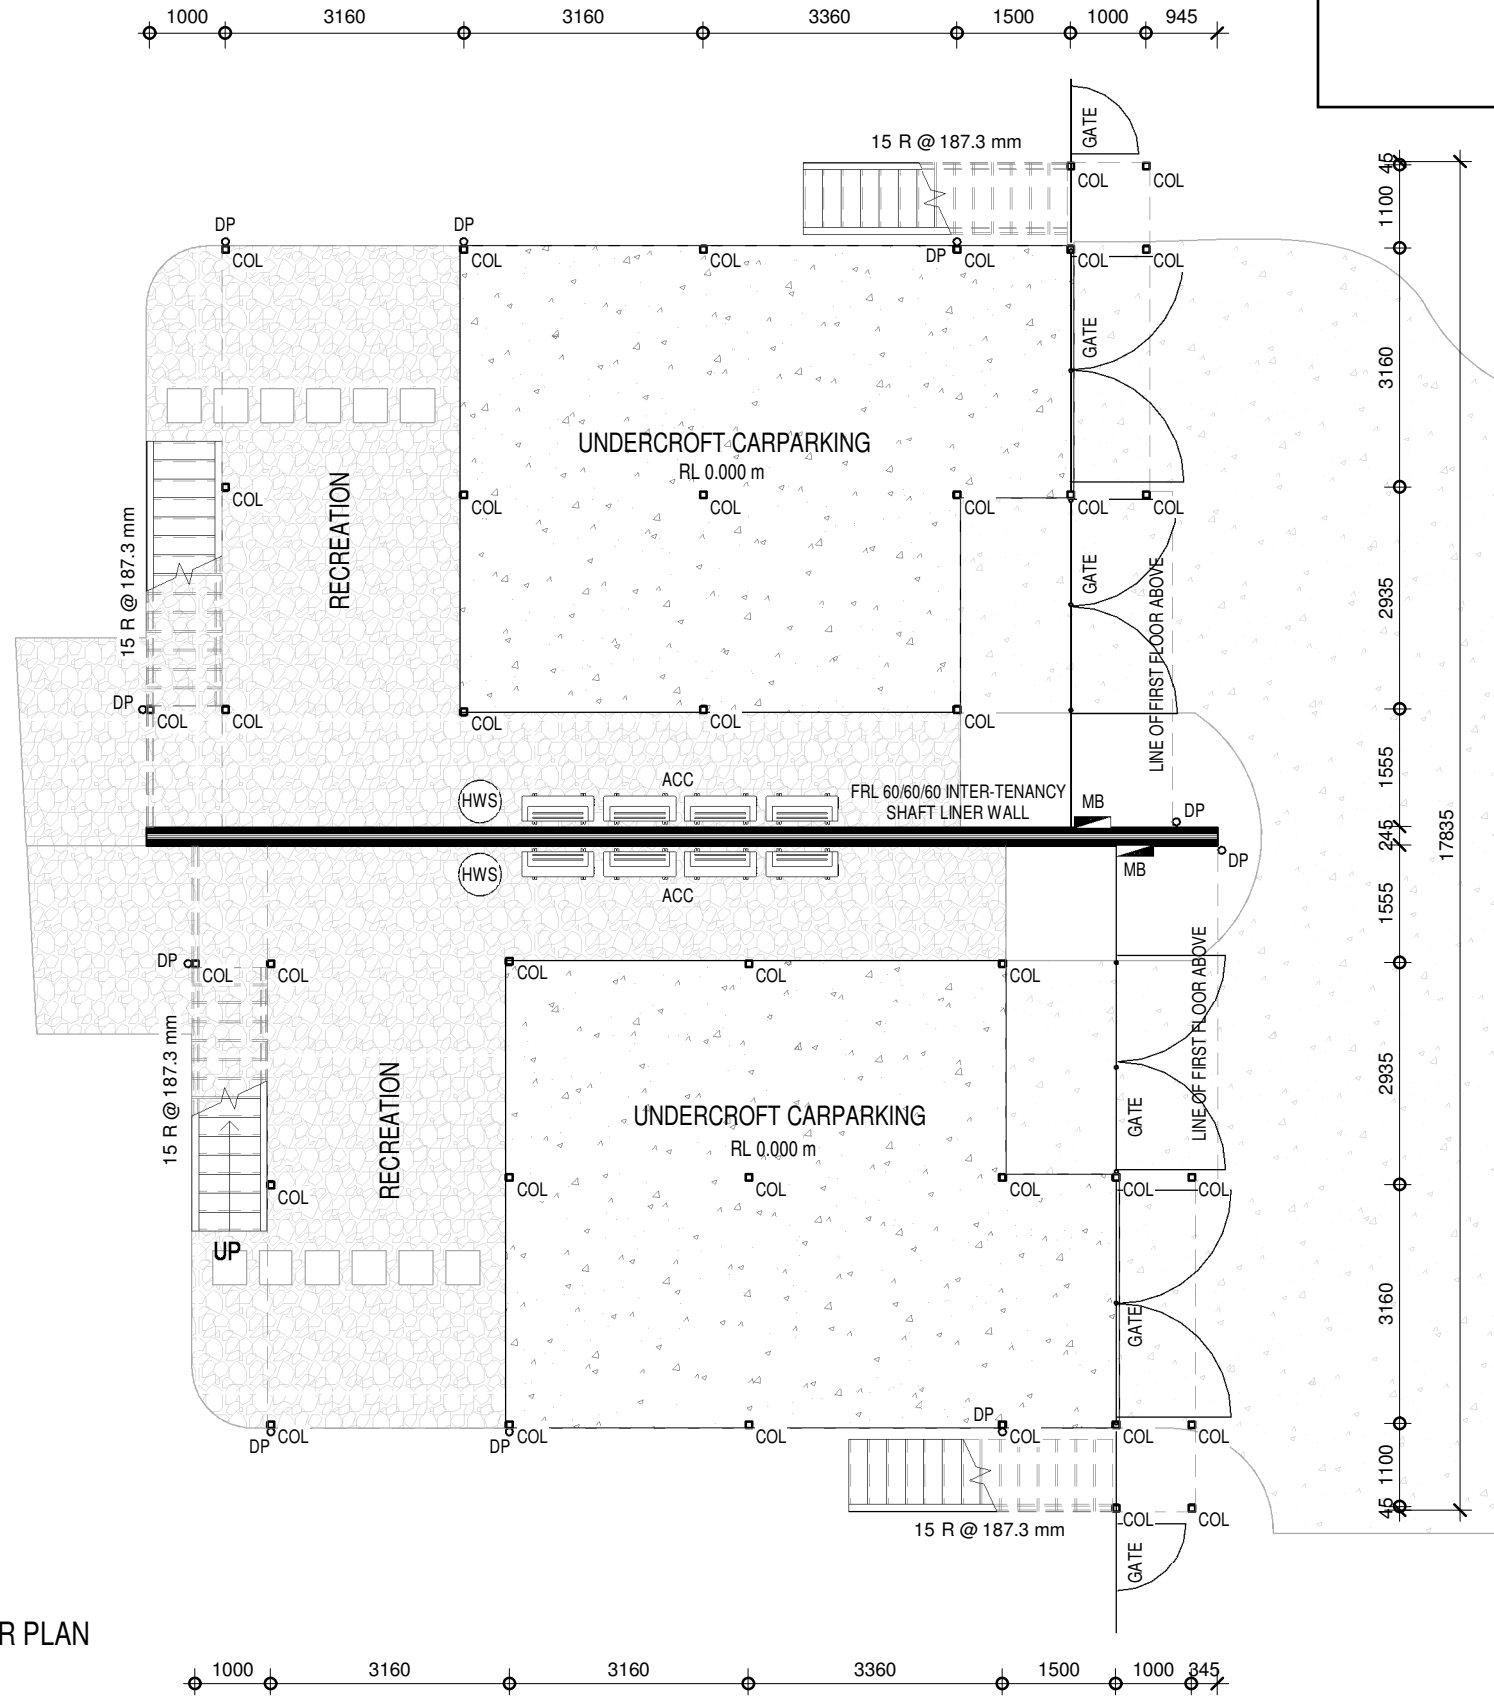 1000 3160 3160 3360 1500 1000 945
GATE
15 R @ 187.3 mm
45
COL COL
1100
DP DP
COL COL COL DP COL COL COL
GATE
3160
UNDERCROFT CARPARKING
RL 0.000 m
RECREATION
COL COL COL COL COL COL
15 R @ 187.3 mm
GATE
LINE OF FIRST FLOOR ABOVE
2935
DP COL COL COL COL COL
ACC
HWS
FRL 60/60/60 INTER-TENANCY
SHAFT LINER WALL
MB DP
1555
245
17835
HWS
ACC
MB DP
1555
DP COL COL COL COL COL
LINE OF FIRST FLOOR ABOVE
15 R @ 187.3 mm
RECREATION
UNDERCROFT CARPARKING
RL 0.000 m
GATE
2935
COL COL COL COL COL COL
UP
GATE
3160
DP COL DP COL COL DP COL COL COL
1100
COL COL
45
15 R @ 187.3 mm
GATE
R PLAN
1000 3160 3160 3360 1500 1000 345